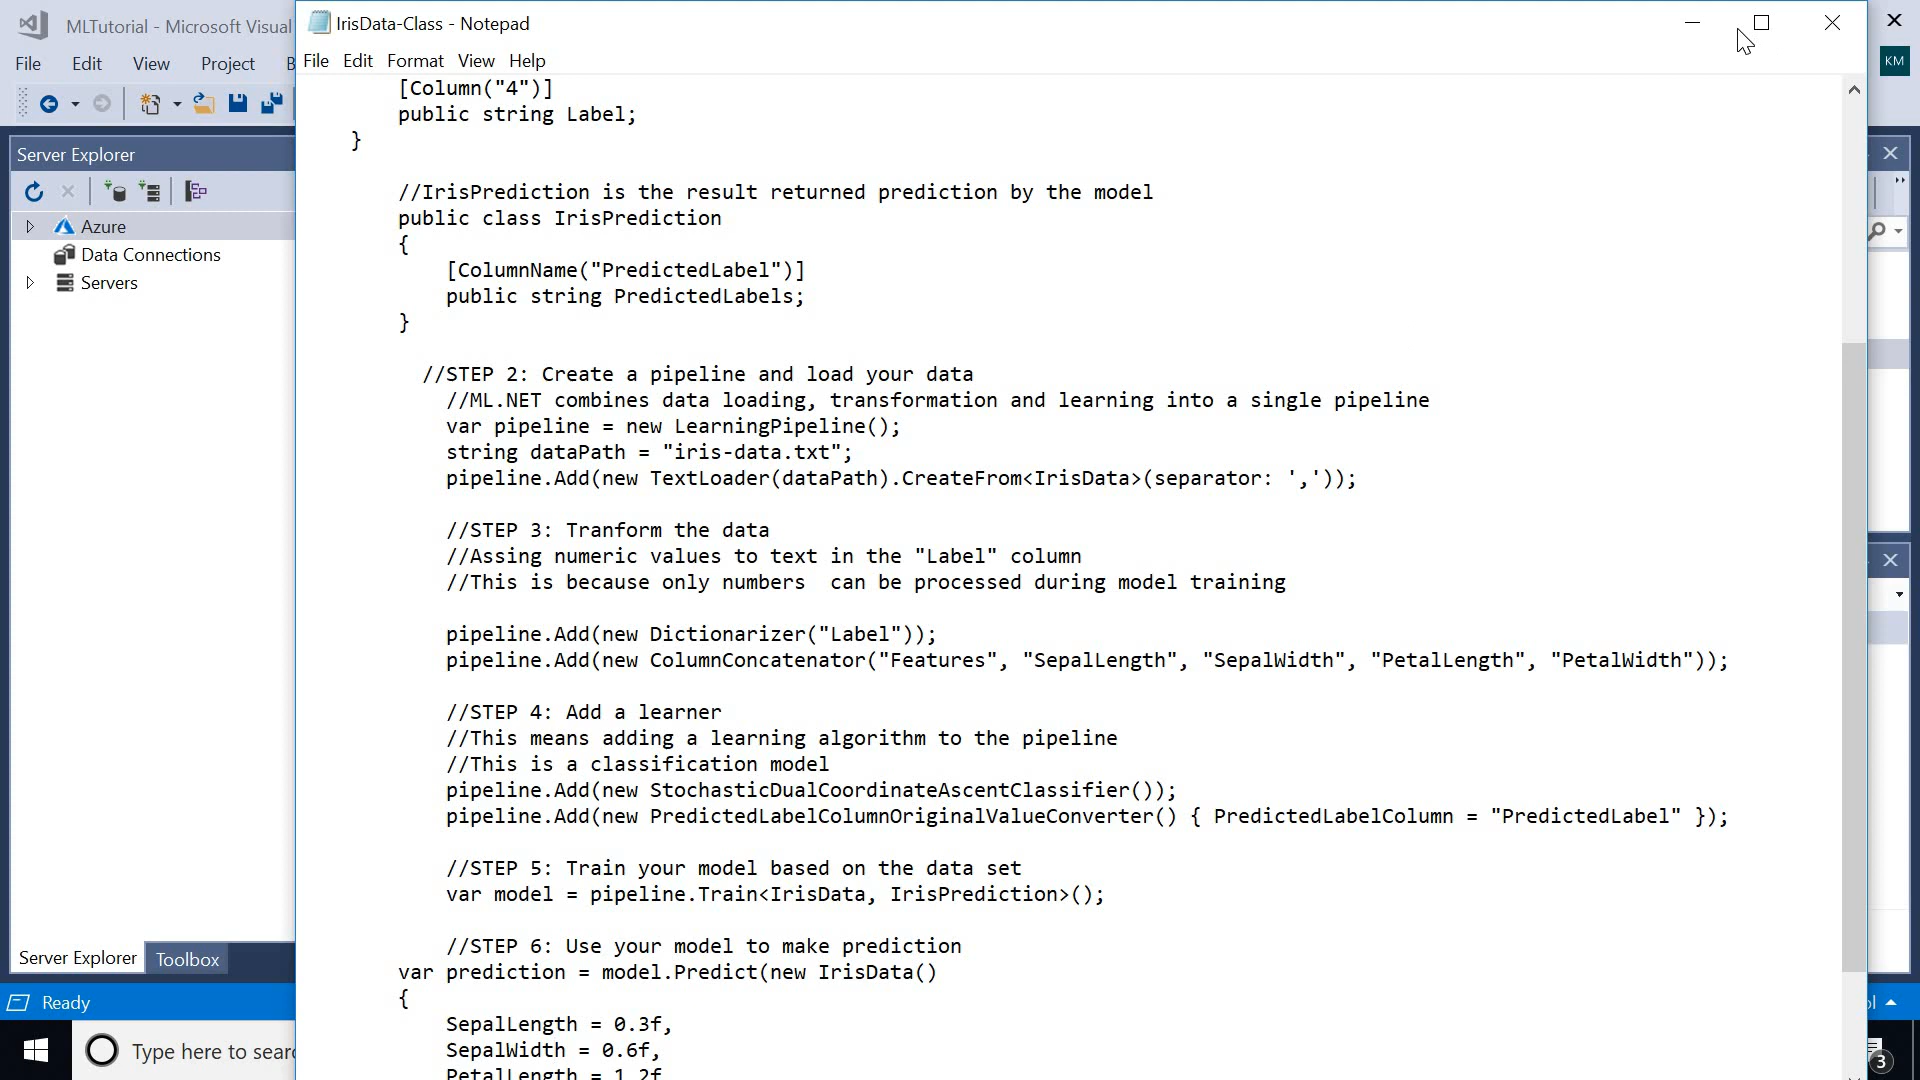 MLTutorial - Microsoft Visual
IrisData-Class - Notepad
File Edit View Project
File Edit Format View Help
KM
Server Explorer
Azure
Data Connections
Servers
[Column("4")]
public string Label;
}
//IrisPrediction is the result returned prediction by the model
public class IrisPrediction
{
[ColumnName("PredictedLabel")]
public string PredictedLabels;
}
//STEP 2: Create a pipeline and load your data
//ML.NET combines data loading, transformation and learning into a single pipeline
var pipeline = new LearningPipeline();
string dataPath = "iris-data.txt";
pipeline.Add(new TextLoader(dataPath).CreateFrom<IrisData>(separator: ','));
//STEP 3: Tranform the data
//Assing numeric values to text in the "Label" column
//This is because only numbers  can be processed during model training
pipeline.Add(new Dictionarizer("Label"));
pipeline.Add(new ColumnConcatenator("Features", "SepalLength", "SepalWidth", "PetalLength", "PetalWidth"));
//STEP 4: Add a learner
//This means adding a learning algorithm to the pipeline
//This is a classification model
pipeline.Add(new StochasticDualCoordinateAscentClassifier());
pipeline.Add(new PredictedLabelColumnOriginalValueConverter() { PredictedLabelColumn = "PredictedLabel" });
//STEP 5: Train your model based on the data set
var model = pipeline.Train<IrisData, IrisPrediction>();
//STEP 6: Use your model to make prediction
var prediction = model.Predict(new IrisData()
{
SepalLength = 0.3f,
SepalWidth = 0.6f,
PetalLength = 1.2f
Server Explorer Toolbox
Ready
Type here to sear
3